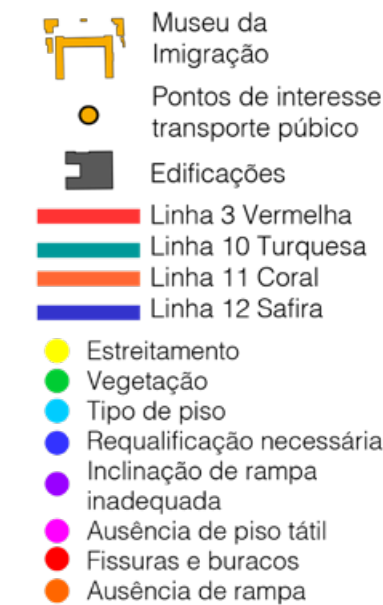 Museu da
Imigração
Pontos de interesse
transporte púbico
Edificações
Linha 3 Vermelha
Linha 10 Turquesa
Linha 11 Coral
Linha 12 Safira
Estreitamento
Vegetação
Tipo de piso
Requalificação necessária
Inclinação de rampa
inadequada
Ausência de piso tátil
Fissuras e buracos
Ausência de rampa